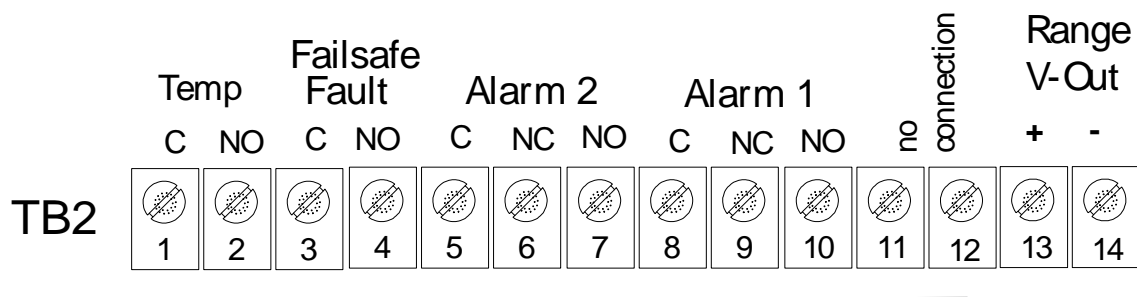 Temp
Failsafe
Fault
Alarm 2
Alarm 1
no
connection
Range
V-Out
C NO C NO C NC NO C NC NO + -
TB2
1 2 3 4 5 6 7 8 9 10 11 12 13 14